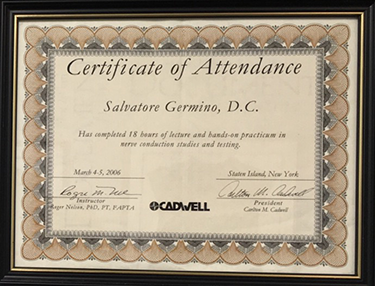 Certificate of Attendance
Salvatore Germino, D.C.
Has completed 18 hours of lecture and hands-on practicum in
nerve conduction studies and testing.
March 4-5, 2006
Staten Island, New York
Instructor
Roger Nelson, PhD, PT, FAPTA
CADWELL
President
Carlton M. Cadwell